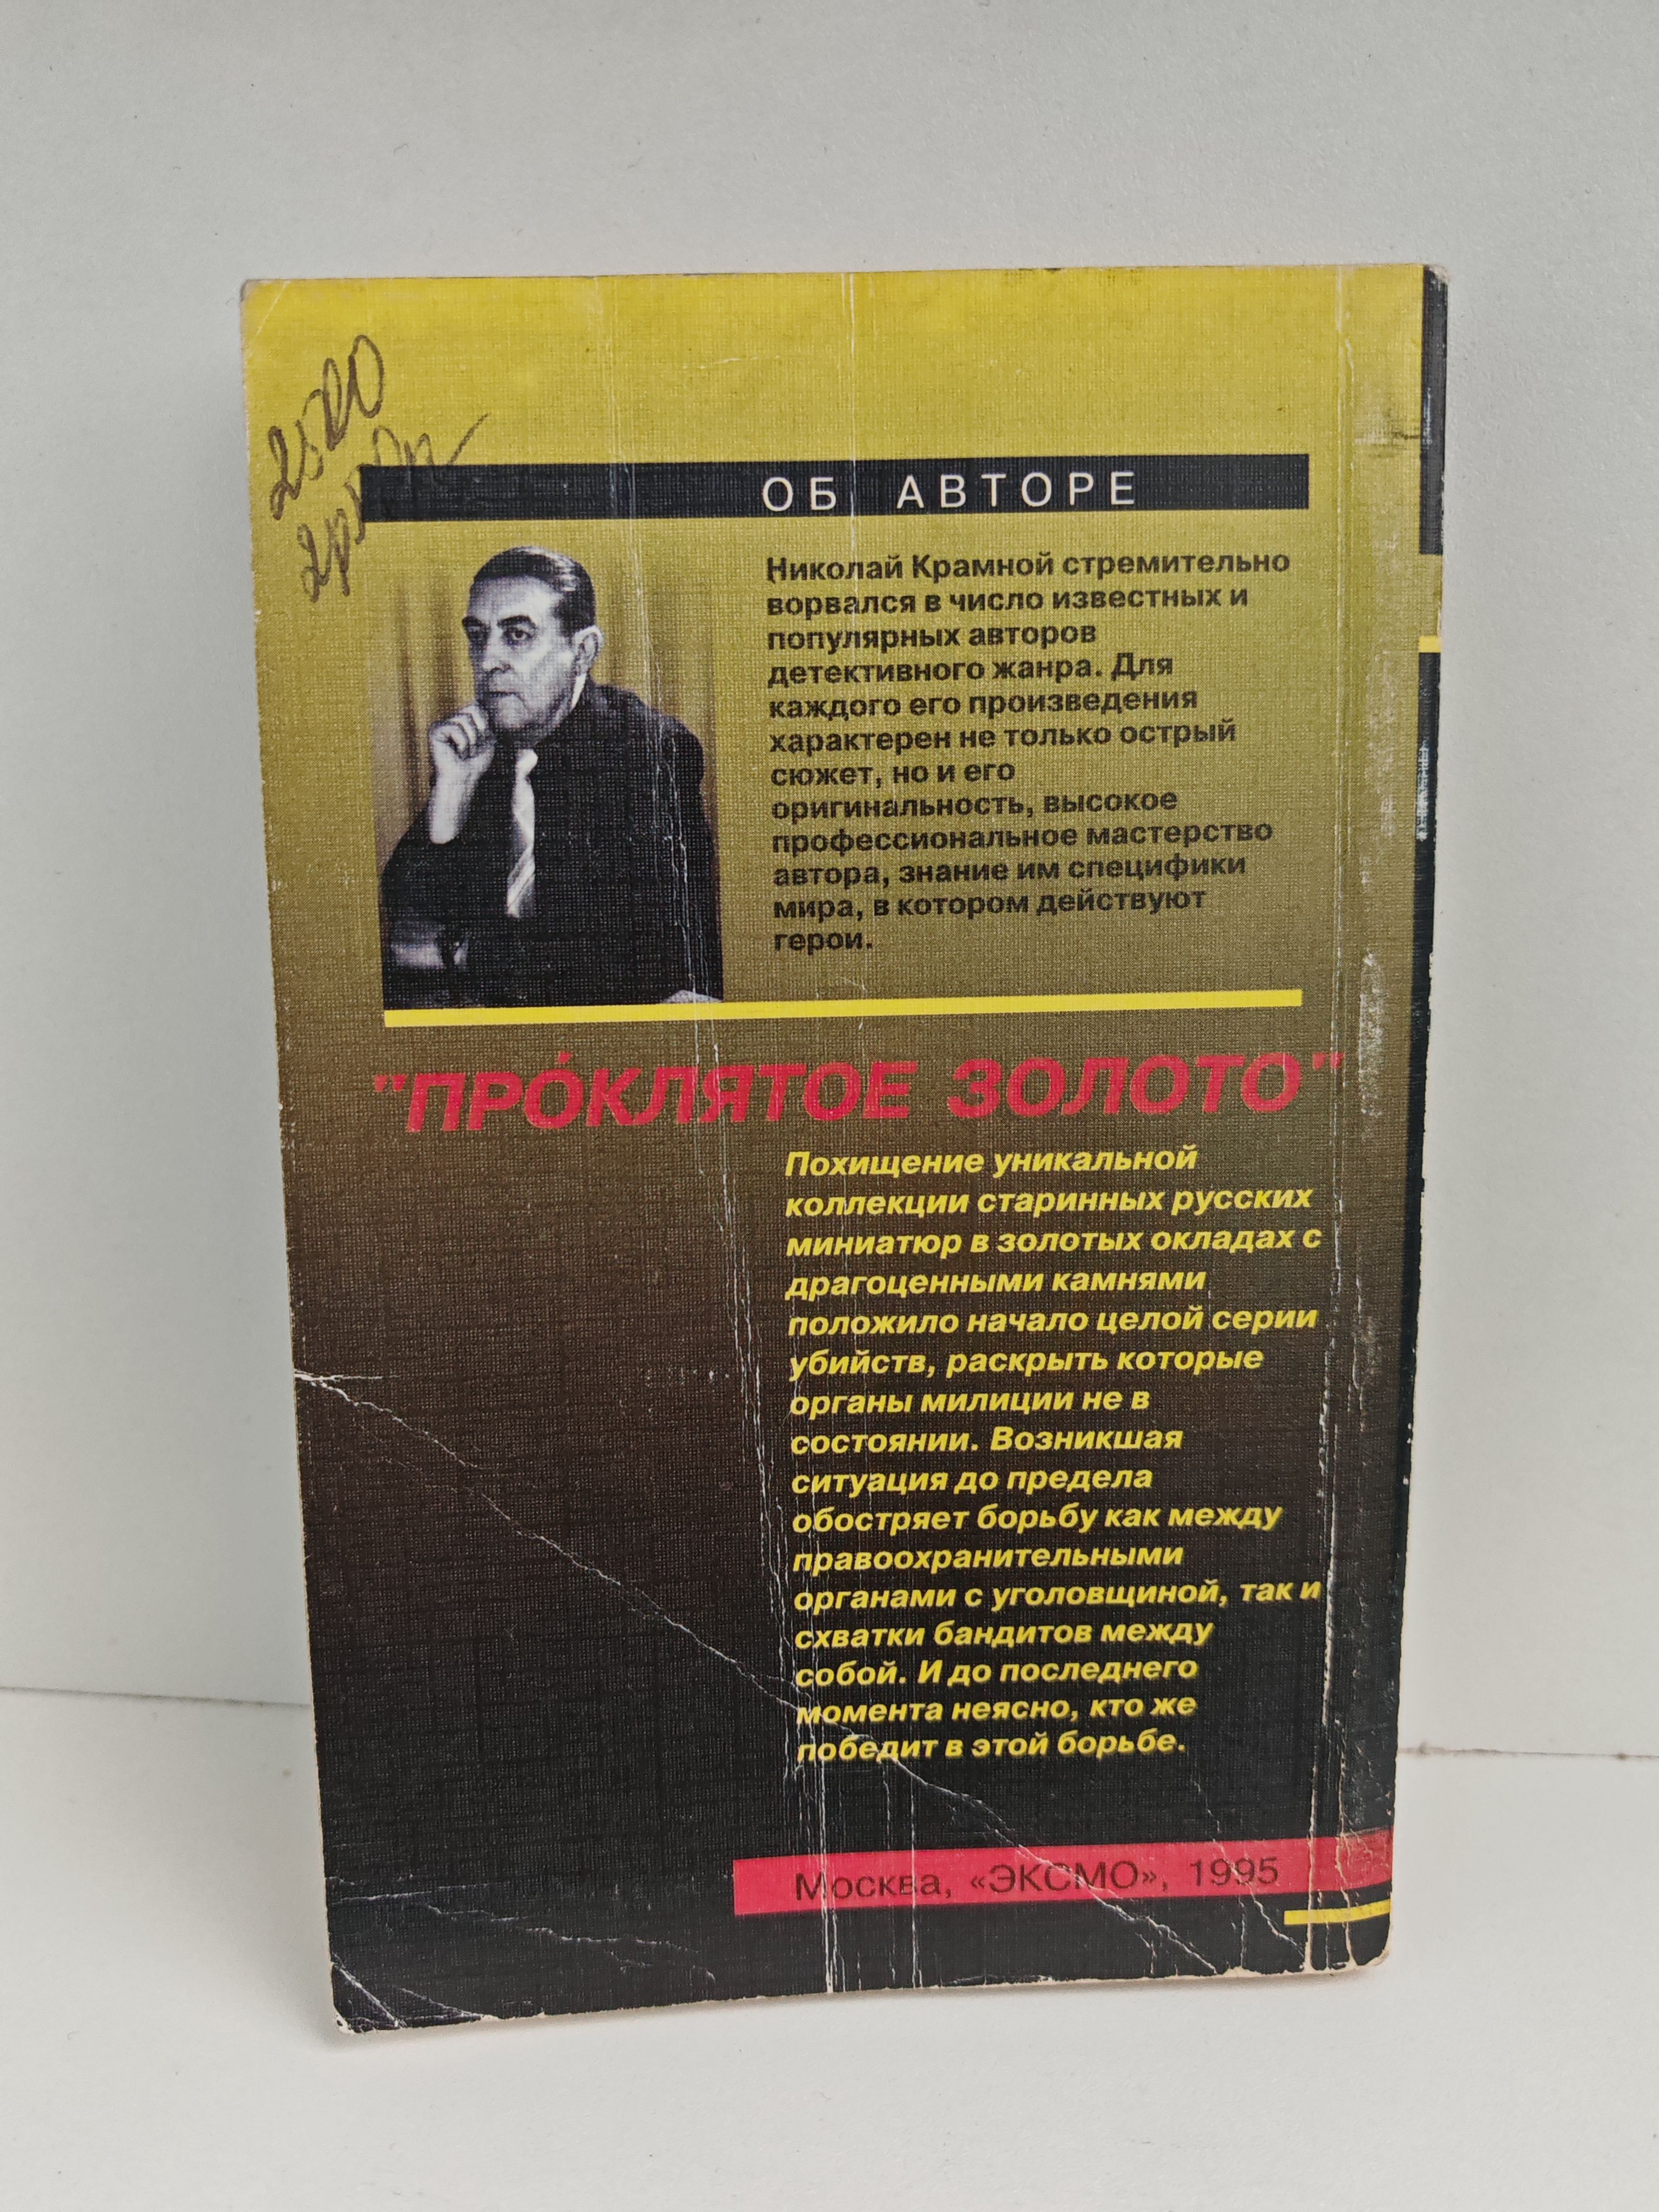 ОБ АВТОРЕ
Николай Крамной стремительно
ворвался в число известных и
популярных авторов
детективного жанра. Для
каждого его произведения
характерен не только острый
сюжет, но и его
оригинальность, высокое
профессиональное мастерство
автора, знание им специфики
мира, в котором действуют
герои.
"ПРО́КЛЯТОЕ ЗОЛОТО"
Похищение уникальной
коллекции старинных русских
миниатюр в золотых окладах с
драгоценными камнями
положило начало целой серии
убийств, раскрыть которые
органы милиции не в
состоянии. Возникшая
ситуация до предела
обостряет борьбу как между
правоохранительными
органами с уголовщиной, так и
схватки бандитов между
собой. И до последнего
момента неясно, кто же
победит в этой борьбе.
Москва, «ЭКСМО», 1995